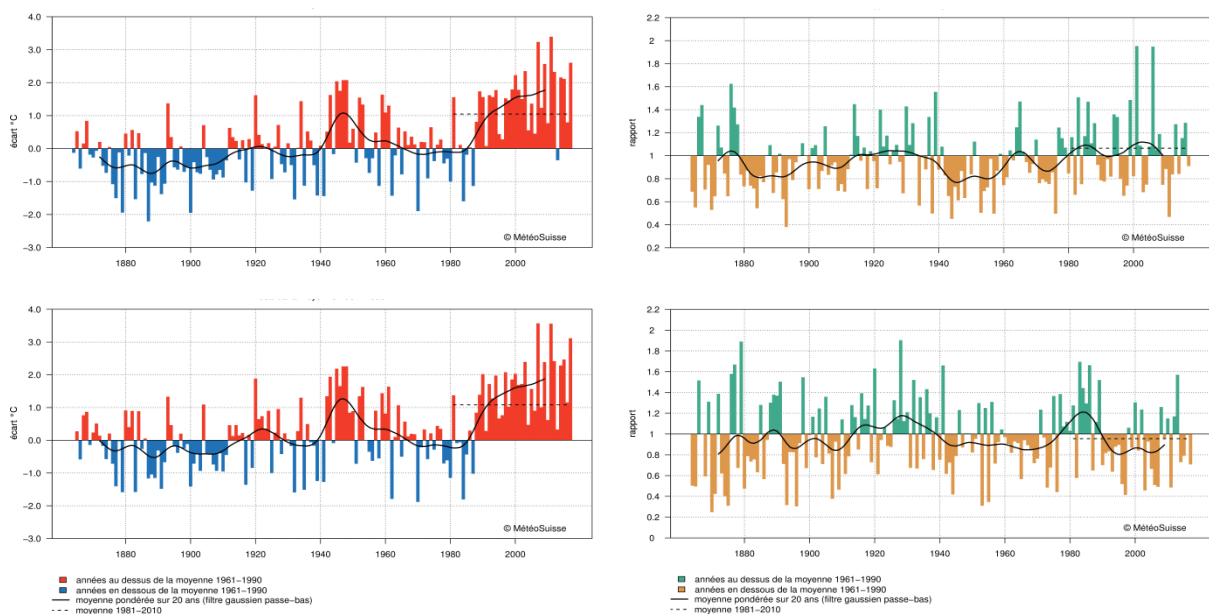 4.0
3.0
2.0
1.0
0.0
−1.0
−2.0
−3.0
écart °C
1880 1900 1920 1940 1960 1980 2000
© MétéoSuisse
2.2
2
1.8
1.6
1.4
1.2
1
0.8
0.6
0.4
0.2
rapport
1880 1900 1920 1940 1960 1980 2000
© MétéoSuisse
4.0
3.0
2.0
1.0
0.0
−1.0
−2.0
−3.0
écart °C
1880 1900 1920 1940 1960 1980 2000
© MétéoSuisse
2.2
2
1.8
1.6
1.4
1.2
1
0.8
0.6
0.4
0.2
0
rapport
1880 1900 1920 1940 1960 1980 2000
© MétéoSuisse
années au dessus de la moyenne 1961−1990
années en dessous de la moyenne 1961−1990
moyenne pondérée sur 20 ans (filtre gaussien passe−bas)
moyenne 1981−2010
années au dessus de la moyenne 1961−1990
années en dessous de la moyenne 1961−1990
moyenne pondérée sur 20 ans (filtre gaussien passe−bas)
moyenne 1981−2010